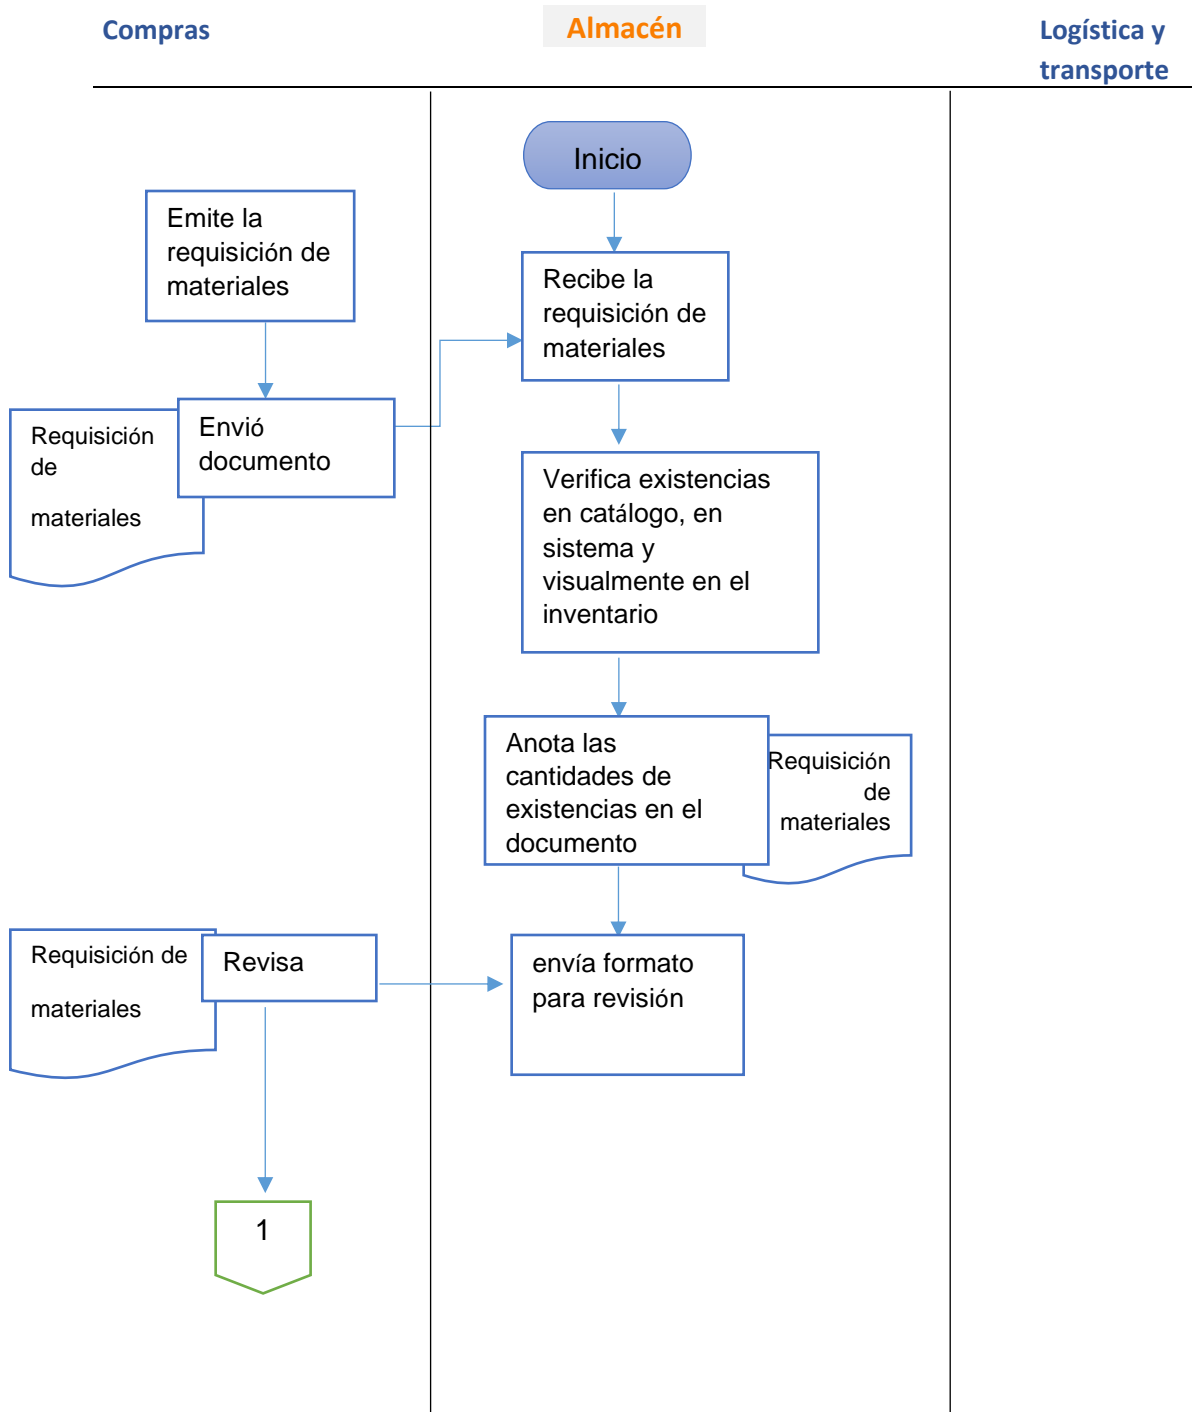 Compras
Almacén
Logística y
transporte
Inicio
Emite la
requisición de
materiales
Recibe la
requisición de
materiales
Requisición
de
materiales
Envió
documento
Verifica existencias
en catálogo, en
sistema y
visualmente en el
inventario
Anota las
cantidades de
existencias en el
documento
Requisición
de
materiales
Requisición de
materiales
Revisa
envía formato
para revisión
1